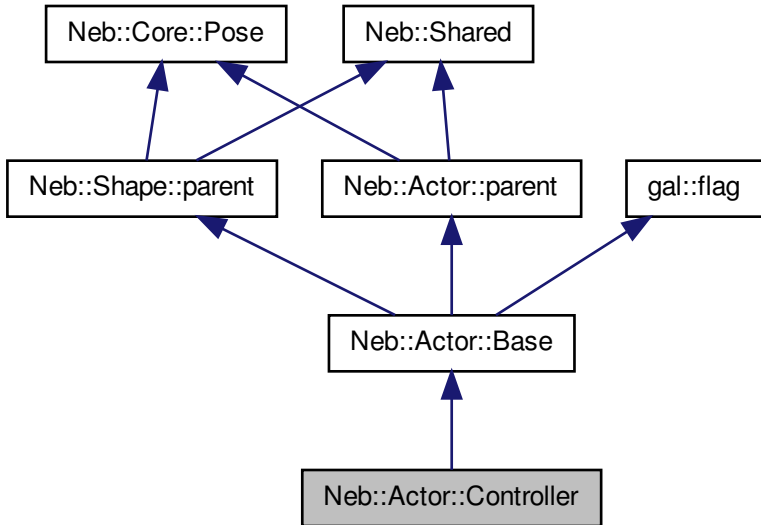 Neb::Core::Pose
Neb::Shared
Neb::Shape::parent
Neb::Actor::parent
gal::flag
Neb::Actor::Base
Neb::Actor::Controller